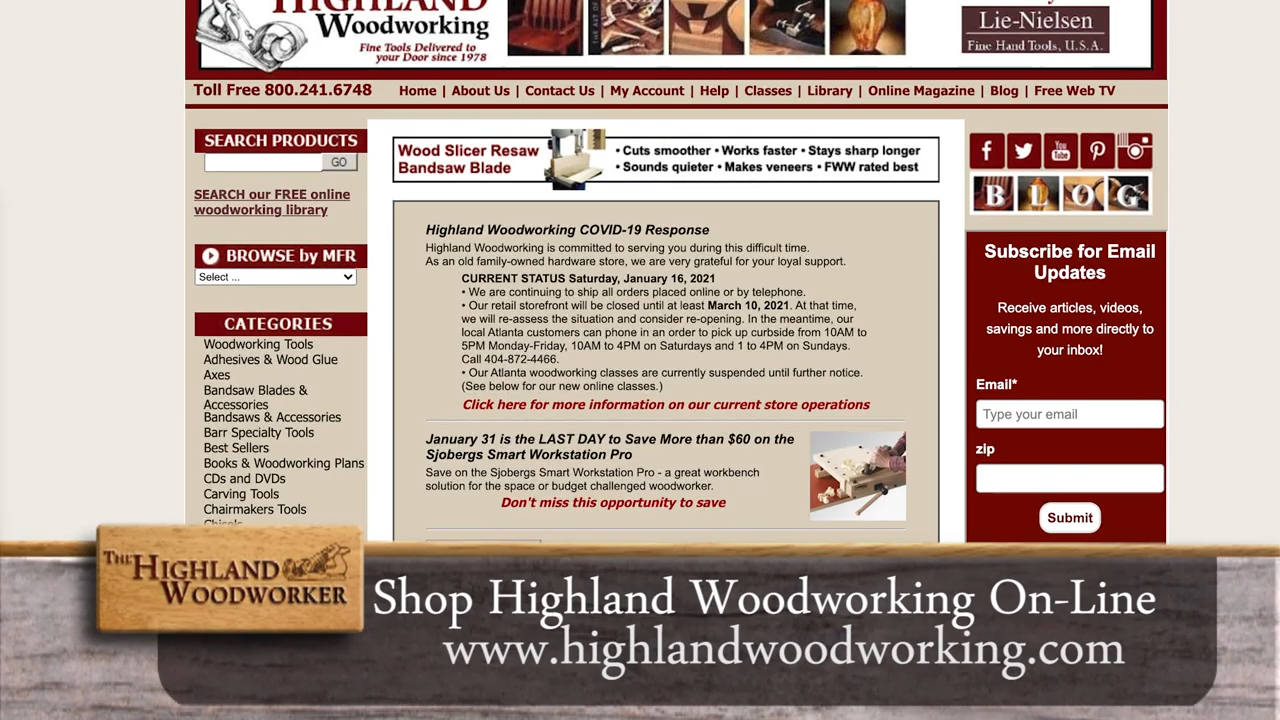 HIGHLAND
Woodworking
Fine Tools Delivered to
your Door since 1978
Lie-Nielsen
Fine Hand Tools, U.S.A.
Toll Free 800.241.6748 Home | About Us | Contact Us | My Account | Help | Classes | Library | Online Magazine | Blog | Free Web TV
SEARCH PRODUCTS
GO
SEARCH our FREE online
woodworking library
BROUSE by MFR
Select ...
CATEGORIES
Woodworking Tools
Adhesives & Wood Glue
Axes
Bandsaw Blades &
Accessories
Bandsaws & Accessories
Barr Specialty Tools
Best Sellers
Books & Woodworking Plans
CDs and DVDs
Carving Tools
Chairmakers Tools
Chisels
Wood Slicer Resaw
Bandsaw Blade
• Cuts smoother • Works faster • Stays sharp longer
• Sounds quieter • Makes veneers • FWW rated best
Highland Woodworking COVID-19 Response
Highland Woodworking is committed to serving you during this difficult time.
As an old family-owned hardware store, we are very grateful for your loyal support.
CURRENT STATUS Saturday, January 16, 2021
• We are continuing to ship all orders placed online or by telephone.
• Our retail storefront will be closed until at least March 10, 2021. At that time,
we will re-assess the situation and consider re-opening. In the meantime, our
local Atlanta customers can phone in an order to pick up curbside from 10AM to
5PM Monday-Friday, 10AM to 4PM on Saturdays and 1 to 4PM on Sundays.
Call 404-872-4466.
• Our Atlanta woodworking classes are currently suspended until further notice.
(See below for our new online classes.)
Click here for more information on our current store operations
January 31 is the LAST DAY to Save More than $60 on the
Sjobergs Smart Workstation Pro
Save on the Sjobergs Smart Workstation Pro - a great workbench
solution for the space or budget challenged woodworker.
Don't miss this opportunity to save
You
Tube
BLOG
Subscribe for Email
Updates
Receive articles, videos,
savings and more directly to
your inbox!
Email*
Type your email
zip
Submit
THE HIGHLAND
WOODWORKER
Shop Highland Woodworking On-Line
www.highlandwoodworking.com